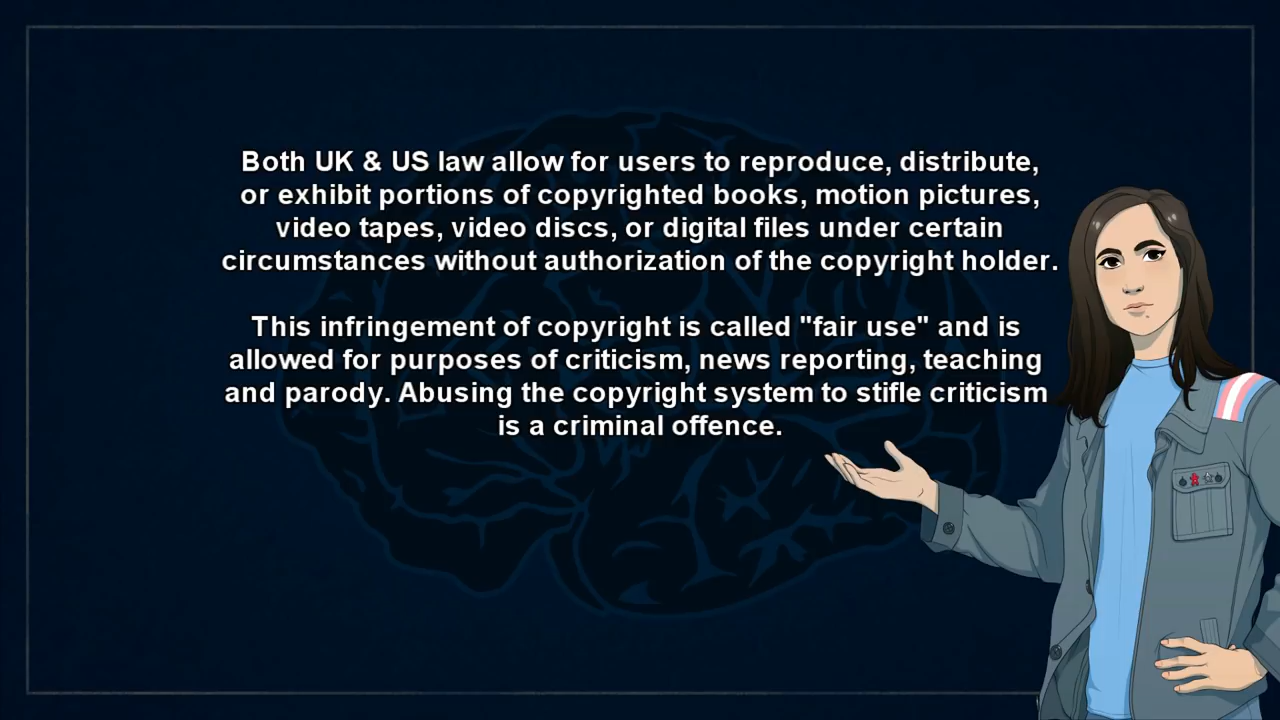 Both UK & US law allow for users to reproduce, distribute,
or exhibit portions of copyrighted books, motion pictures,
video tapes, video discs, or digital files under certain
circumstances without authorization of the copyright holder.
This infringement of copyright is called "fair use" and is
allowed for purposes of criticism, news reporting, teaching
and parody. Abusing the copyright system to stifle criticism
is a criminal offence.